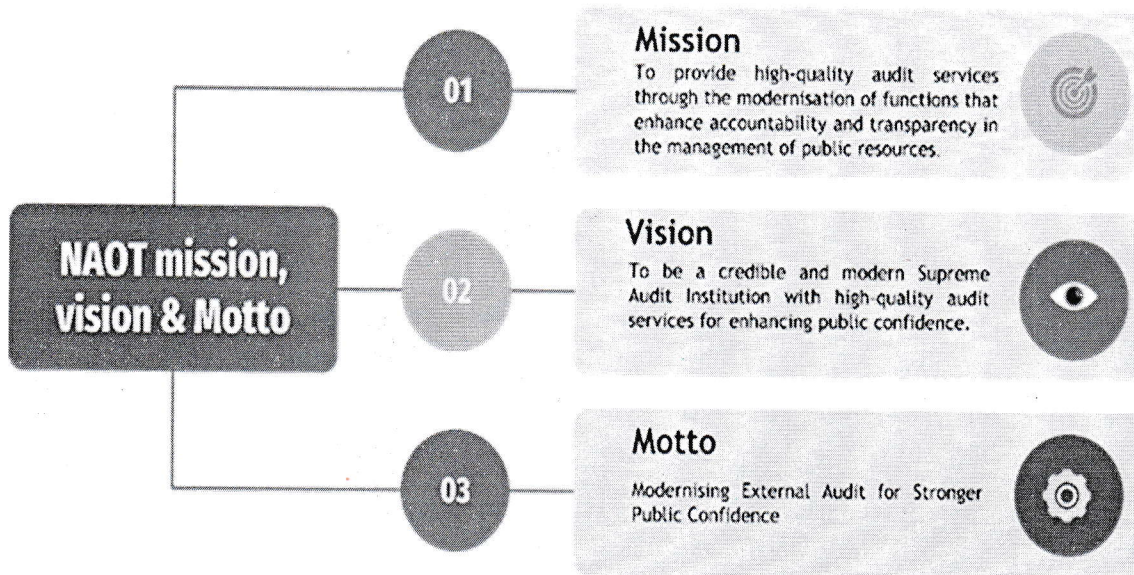 NAOT mission,
vision & Motto
01
Mission
To provide high-quality audit services
through the modernisation of functions that
enhance accountability and transparency in
the management of public resources.
02
Vision
To be a credible and modern Supreme
Audit Institution with high-quality audit
services for enhancing public confidence.
03
Motto
Modernising External Audit for Stronger
Public Confidence